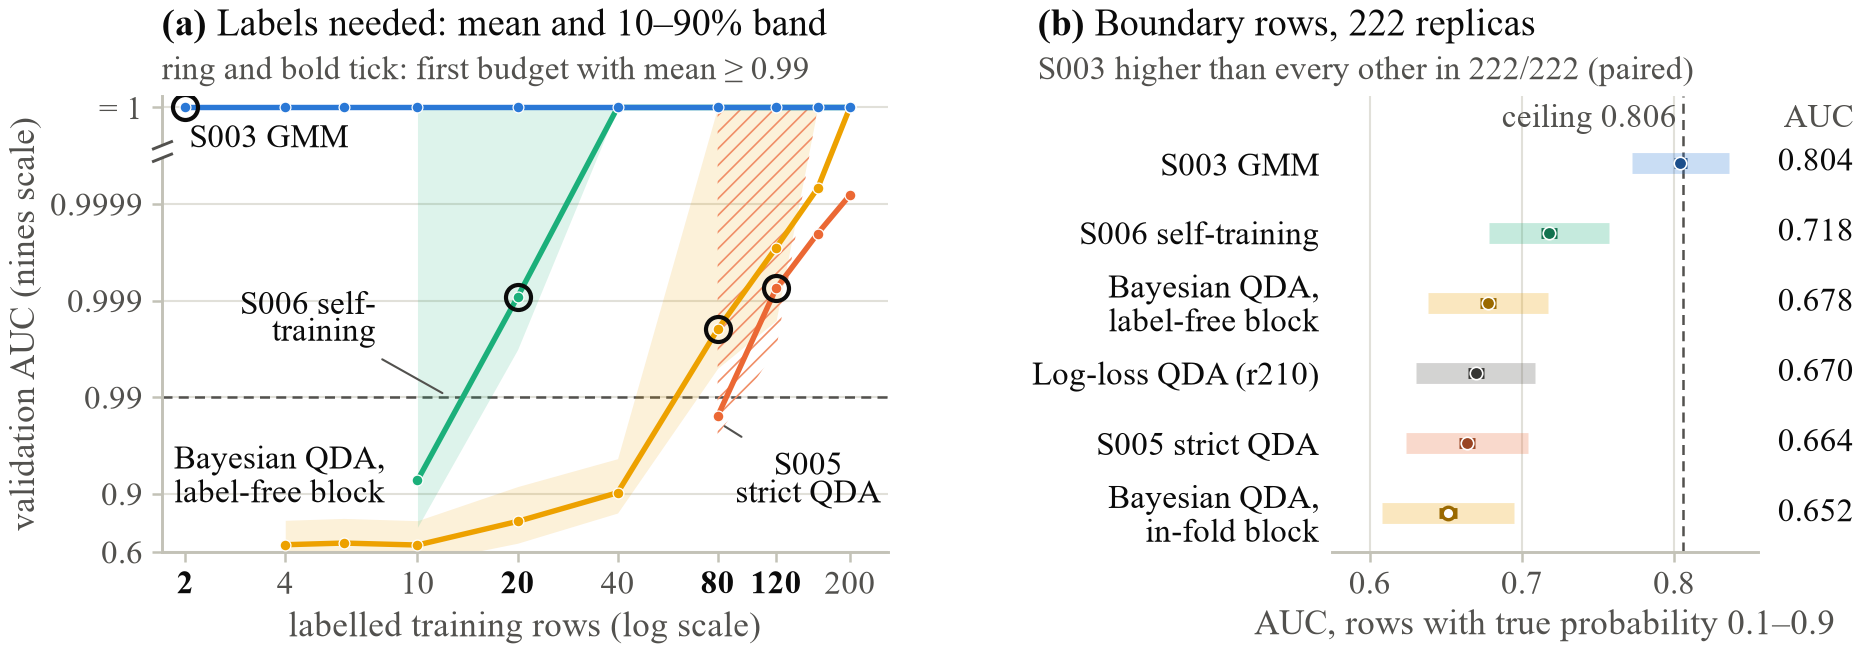 (a) Labels needed: mean and 10–90% band
ring and bold tick: first budget with mean ≥ 0.99
= 1
S003 GMM
0.9999
0.999
S006 self-
training
0.99
Bayesian QDA,
label-free block
S005
strict QDA
0.9
0.6
2 4 10 20 40 80 120 200
labelled training rows (log scale)
validation AUC (nines scale)
(b) Boundary rows, 222 replicas
S003 higher than every other in 222/222 (paired)
ceiling 0.806 AUC
S003 GMM 0.804
S006 self-training 0.718
Bayesian QDA,
label-free block 0.678
Log-loss QDA (r210) 0.670
S005 strict QDA 0.664
Bayesian QDA,
in-fold block 0.652
0.6 0.7 0.8
AUC, rows with true probability 0.1–0.9